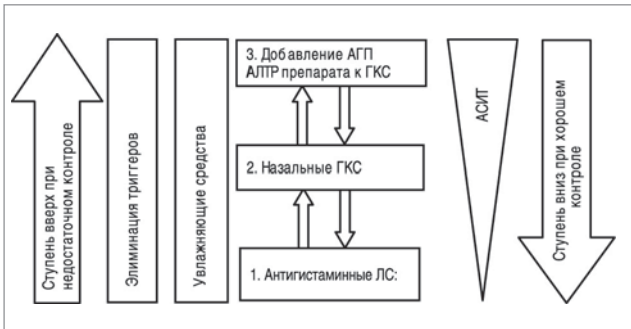 Ступень вверх при
недостаточном контроле
Элиминация триггеров
Увлажняющие средства
3. Добавление АГП
АЛТР препарата к ГКС
2. Назальные ГКС
1. Антигистаминные ЛС:
АСИТ
Ступень вниз при хорошем
контроле